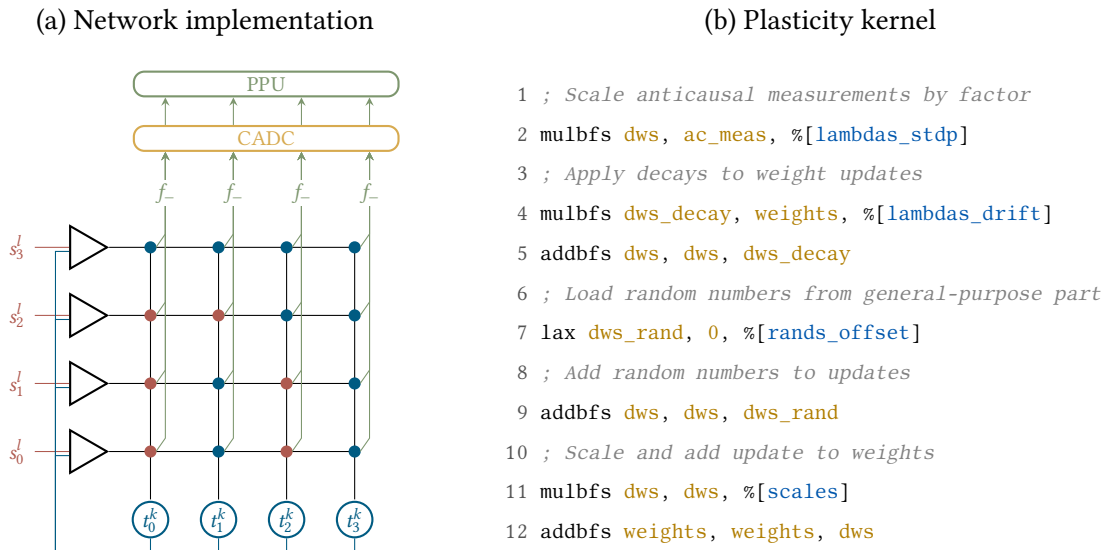 (a) Network implementation
PPU
CADC
f₋ f₋ f₋ f₋
s₃ˡ
s₂ˡ
s₁ˡ
s₀ˡ
t₀ᵏ t₁ᵏ t₂ᵏ t₃ᵏ
(b) Plasticity kernel
1 ; Scale anticausal measurements by factor
2 mulbfs dws, ac_meas, %[lambdas_stdp]
3 ; Apply decays to weight updates
4 mulbfs dws_decay, weights, %[lambdas_drift]
5 addbfs dws, dws, dws_decay
6 ; Load random numbers from general-purpose part
7 lax dws_rand, 0, %[rands_offset]
8 ; Add random numbers to updates
9 addbfs dws, dws, dws_rand
10 ; Scale and add update to weights
11 mulbfs dws, dws, %[scales]
12 addbfs weights, weights, dws